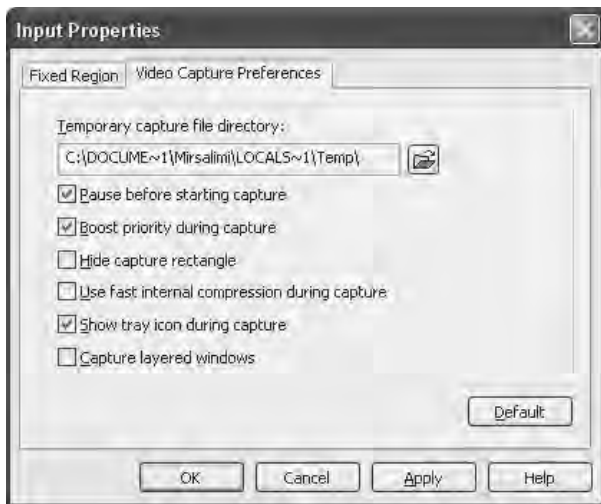 Input Properties
Fixed Region Video Capture Preferences
Temporary capture file directory:
C:\DOCUME~1\Mirsalimi\LOCALS~1\Temp\
Pause before starting capture
Boost priority during capture
Hide capture rectangle
Use fast internal compression during capture
Show tray icon during capture
Capture layered windows
Default
OK Cancel Apply Help